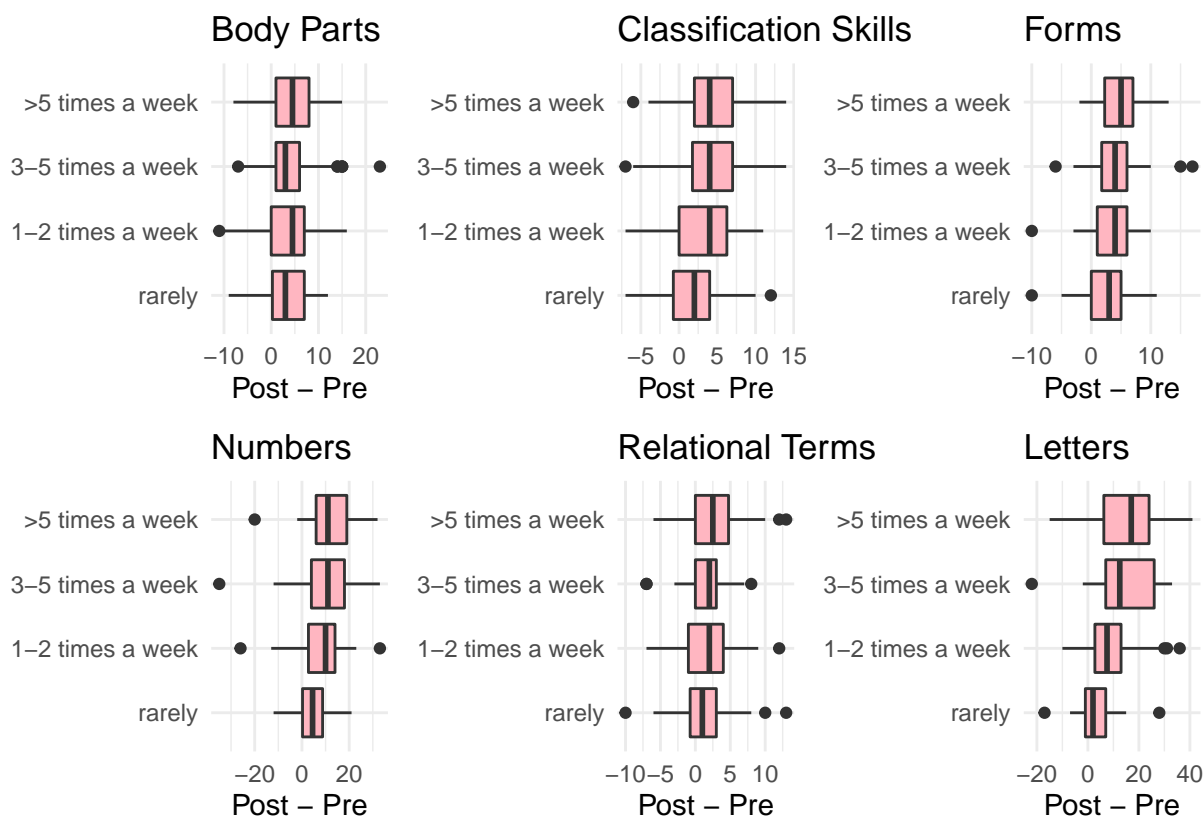 Body Parts
>5 times a week
3–5 times a week
1–2 times a week
rarely
−10 0 10 20
Post − Pre
Classification Skills
>5 times a week
3–5 times a week
1–2 times a week
rarely
−5 0 5 10 15
Post − Pre
Forms
>5 times a week
3–5 times a week
1–2 times a week
rarely
−10 0 10
Post − Pre
Numbers
>5 times a week
3–5 times a week
1–2 times a week
rarely
−20 0 20
Post − Pre
Relational Terms
>5 times a week
3–5 times a week
1–2 times a week
rarely
−10 −5 0 5 10
Post − Pre
Letters
>5 times a week
3–5 times a week
1–2 times a week
rarely
−20 0 20 40
Post − Pre